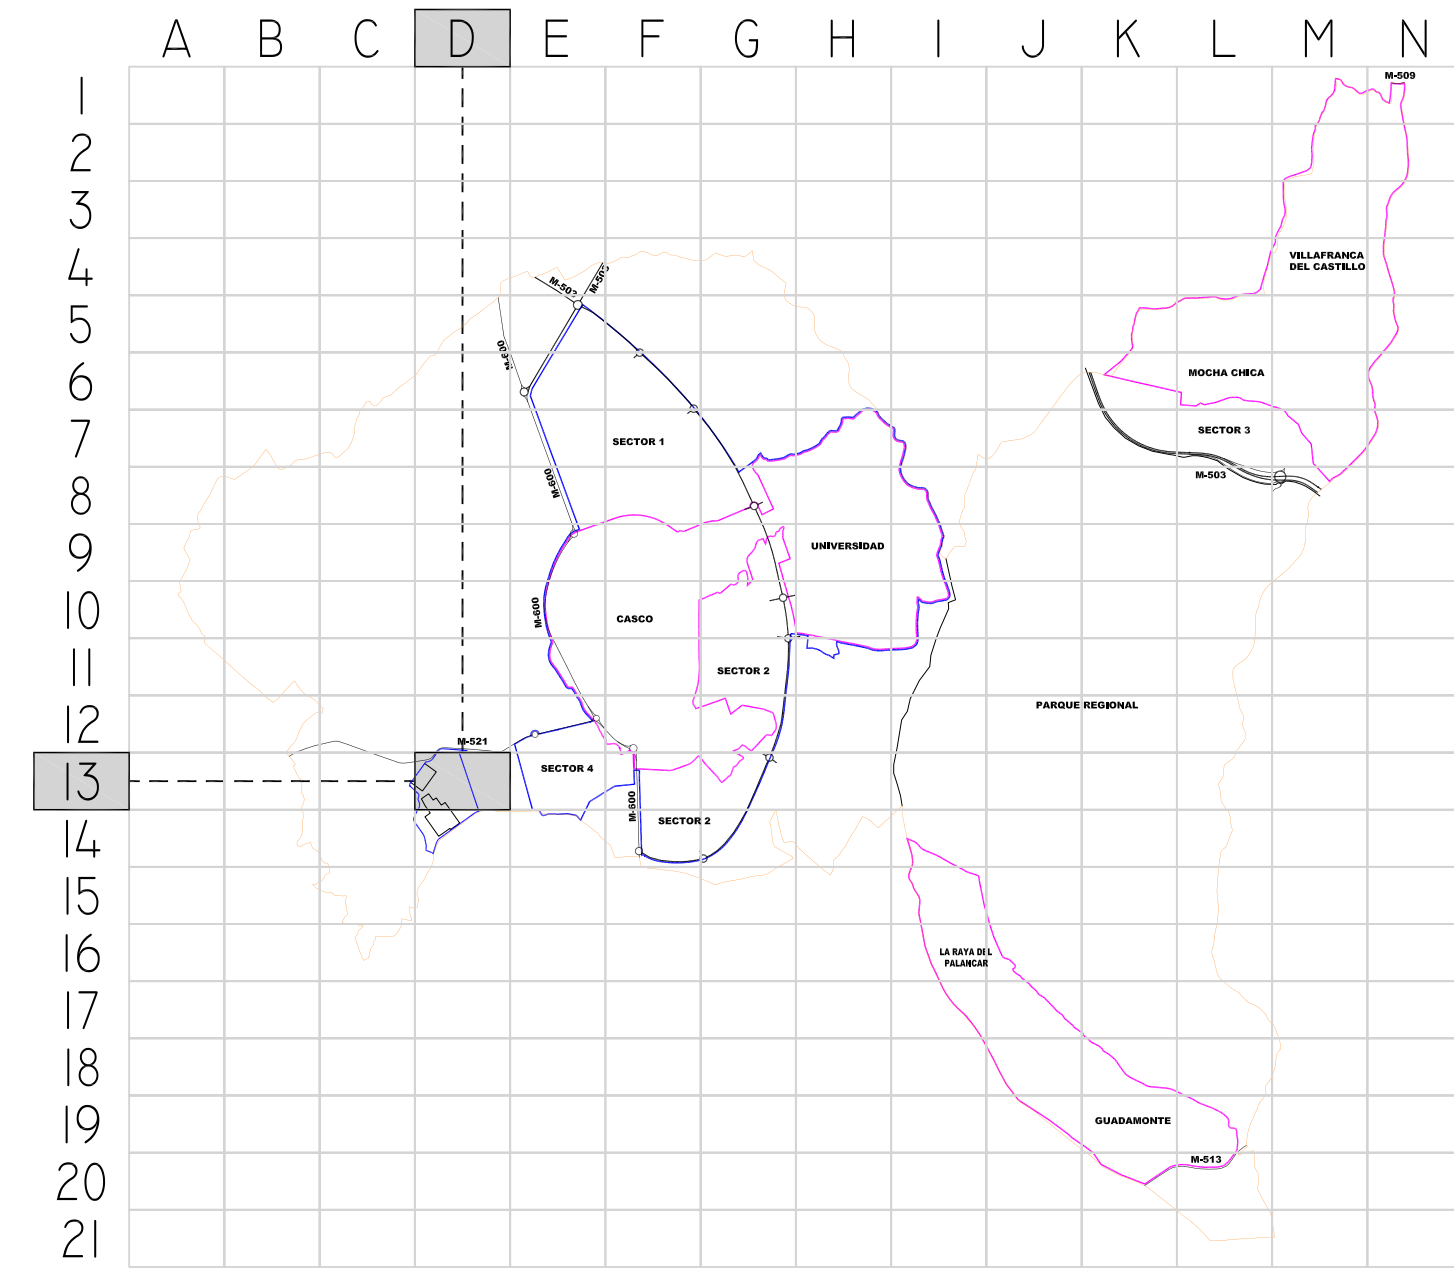 A B C D E F G H I J K L M N
1
M-509
2
3
4
VILLAFRANCA
DEL CASTILLO
M-503
M-503
5
M-600
6
MOCHA CHICA
7
SECTOR 1
SECTOR 3
8
M-600
M-503
9
UNIVERSIDAD
10
M-600
CASCO
11
SECTOR 2
12
PARQUE REGIONAL
M-521
13
SECTOR 4
M-600
14
SECTOR 2
15
16
LA RAYA DEL
PALANCAR
17
18
19
GUADAMONTE
20
M-513
21